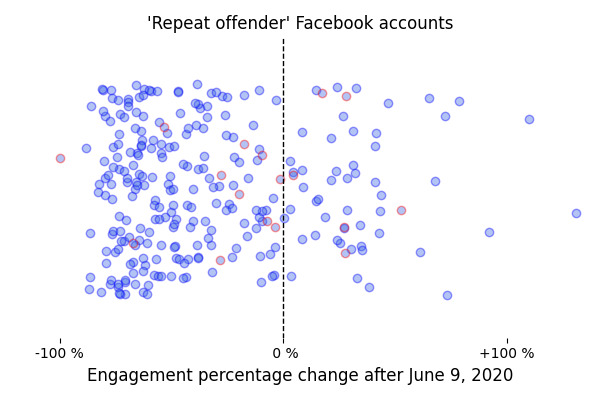 'Repeat offender' Facebook accounts
-100 %
0 %
+100 %
Engagement percentage change after June 9, 2020